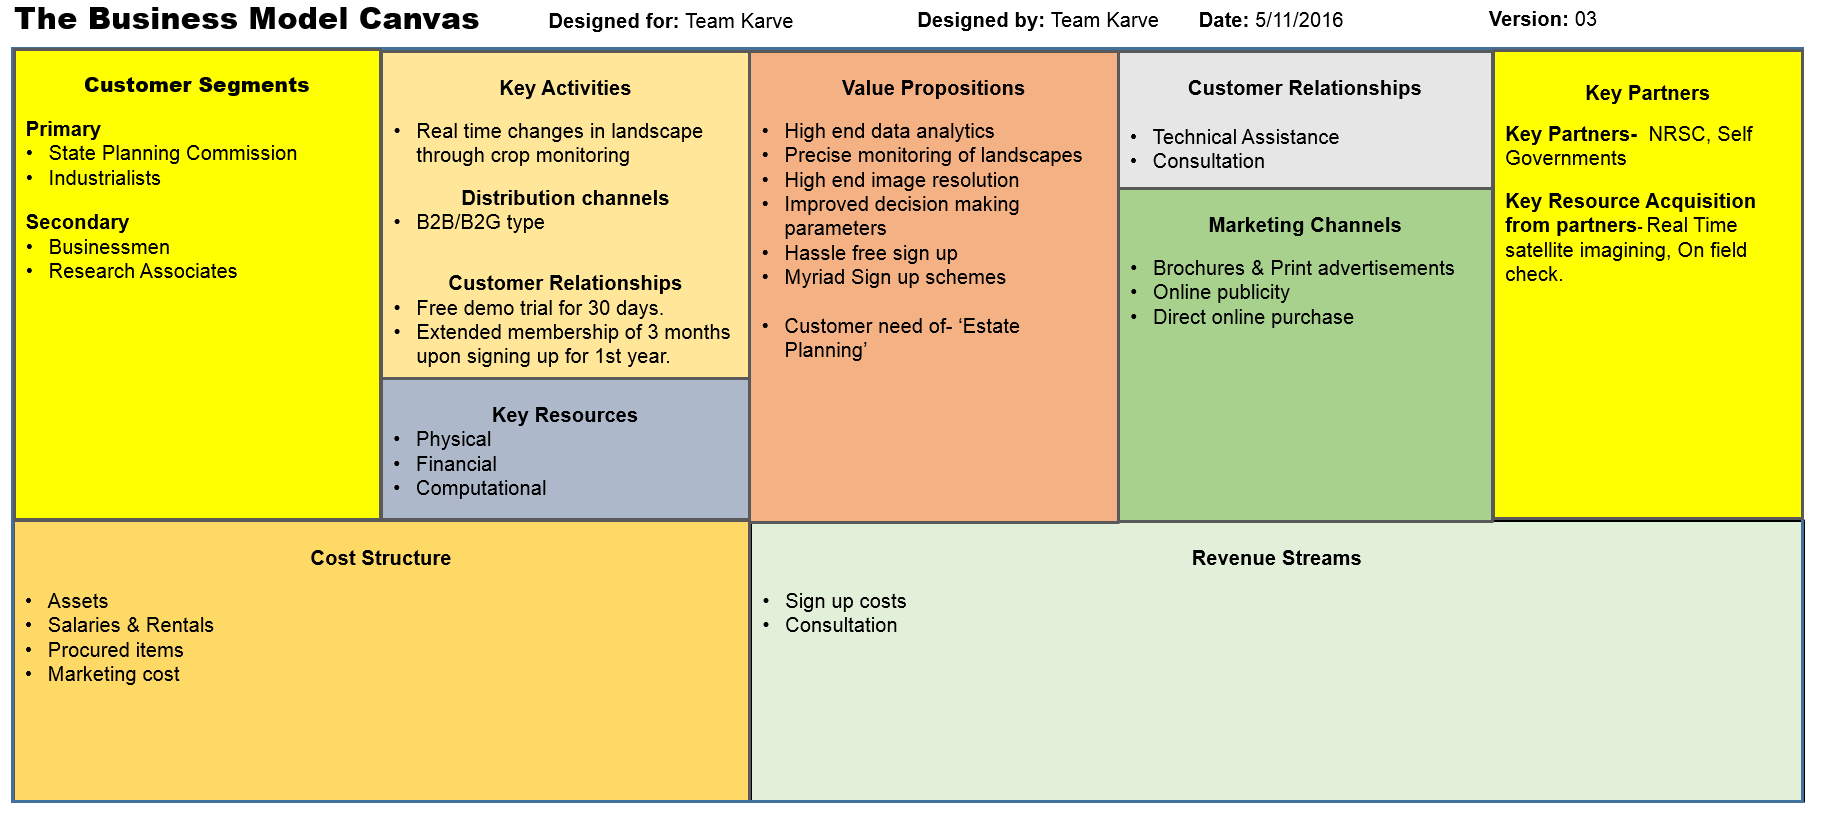 The Business Model Canvas
Designed for: Team Karve
Designed by: Team Karve
Date: 5/11/2016
Version: 03
Customer Segments
Primary
• State Planning Commission
• Industrialists
Secondary
• Businessmen
• Research Associates
Key Activities
• Real time changes in landscape
through crop monitoring
Distribution channels
• B2B/B2G type
Customer Relationships
• Free demo trial for 30 days.
• Extended membership of 3 months
upon signing up for 1st year.
Key Resources
• Physical
• Financial
• Computational
Value Propositions
• High end data analytics
• Precise monitoring of landscapes
• High end image resolution
• Improved decision making
parameters
• Hassle free sign up
• Myriad Sign up schemes
• Customer need of- ‘Estate
Planning’
Customer Relationships
• Technical Assistance
• Consultation
Marketing Channels
• Brochures & Print advertisements
• Online publicity
• Direct online purchase
Key Partners
Key Partners- NRSC, Self
Governments
Key Resource Acquisition
from partners- Real Time
satellite imagining, On field
check.
Cost Structure
• Assets
• Salaries & Rentals
• Procured items
• Marketing cost
Revenue Streams
• Sign up costs
• Consultation